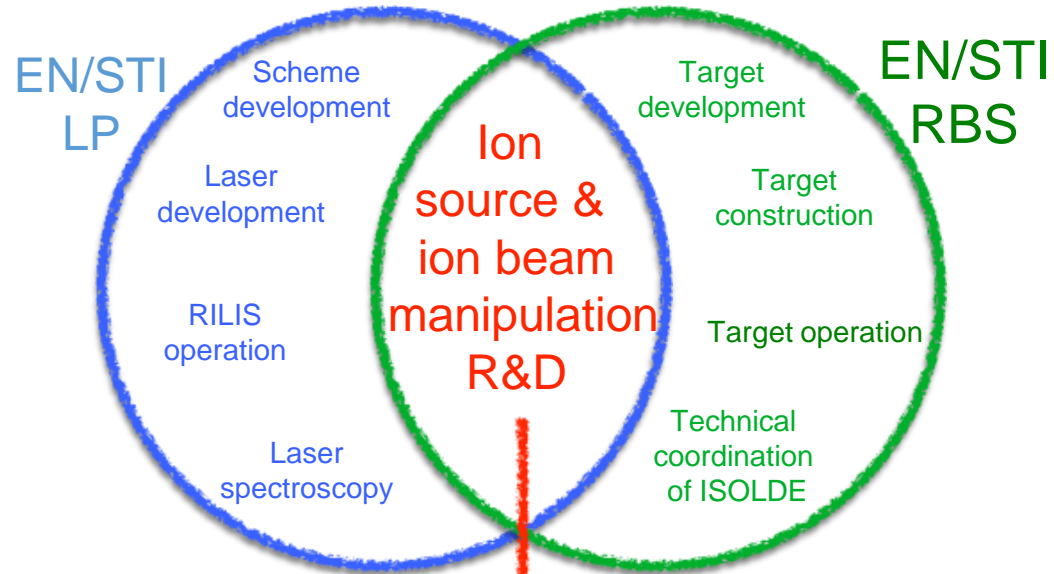 EN/STI
LP
Scheme
development
Laser
development
RILIS
operation
Laser
spectroscopy
Ion
source &
ion beam
manipulation
R&D
EN/STI
RBS
Target
development
Target
construction
Target operation
Technical
coordination
of ISOLDE